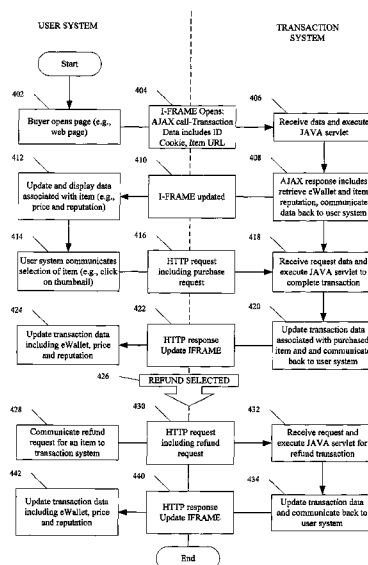 USER SYSTEM
TRANSACTION
SYSTEM
Start
402
Buyer opens page (e.g.,
web page)
404
I-FRAME Opens:
AJAX call-Transaction
Data includes ID
Cookie, Item URL
406
Receive data and execute
JAVA servlet
412
Update and display data
associated with item (e.g.,
price and reputation)
410
I-FRAME updated
408
AJAX response includes
retrieve eWallet and item
reputation, communicate
data back to user system
414
User system communicates
selection of item (e.g., click
on thumbnail)
416
HTTP request
including purchase
request
418
Receive request data and
execute JAVA servlet to
complete transaction
424
Update transaction data
including eWallet, price
and reputation
422
HTTP response
Update IFRAME
420
Update transaction data
associated with purchased
item and and communicate
back to user system
426
REFUND SELECTED
428
Communicate refund
request for an item to
transaction system
430
HTTP request
including refund
request
432
Receive request and
execute JAVA servlet for
refund transaction
442
Update transaction data
including eWallet, price
and reputation
440
HTTP response
Update IFRAME
434
Update transaction data
and communicate back to
user system
End